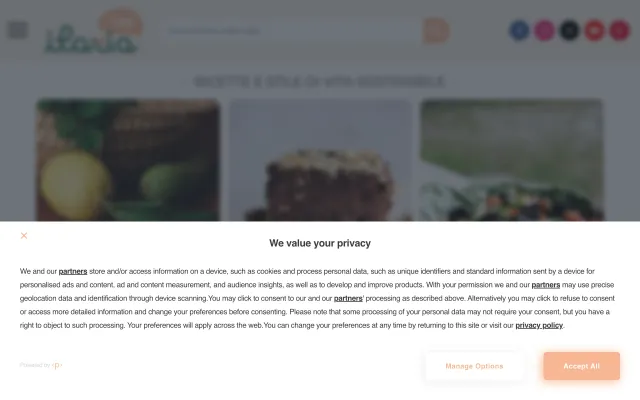 ilaria
RICETTE E STILE DI VITA SOSTENIBILE
×
We value your privacy
We and our partners store and/or access information on a device, such as cookies and process personal data, such as unique identifiers and standard information sent by a device for
personalised ads and content, ad and content measurement, and audience insights, as well as to develop and improve products. With your permission we and our partners may use precise
geolocation data and identification through device scanning.You may click to consent to our and our partners' processing as described above. Alternatively you may click to refuse to consent
or access more detailed information and change your preferences before consenting. Please note that some processing of your personal data may not require your consent, but you have a
right to object to such processing. Your preferences will apply across the web.You can change your preferences at any time by returning to this site or visit our privacy policy.
Powered by
Manage Options
Accept All